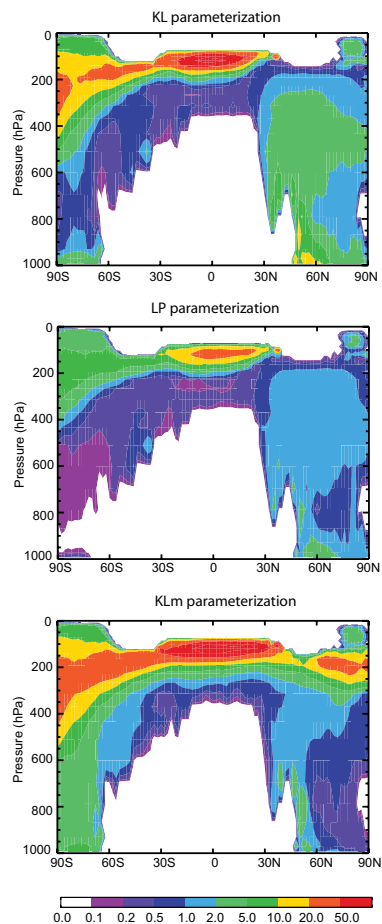 KL parameterization
0
200
400
600
800
1000
Pressure (hPa)
90S 60S 30S 0 30N 60N 90N
LP parameterization
0
200
400
600
800
1000
Pressure (hPa)
90S 60S 30S 0 30N 60N 90N
KLm parameterization
0
200
400
600
800
1000
Pressure (hPa)
90S 60S 30S 0 30N 60N 90N
0.0 0.1 0.2 0.5 1.0 2.0 5.0 10.0 20.0 50.0